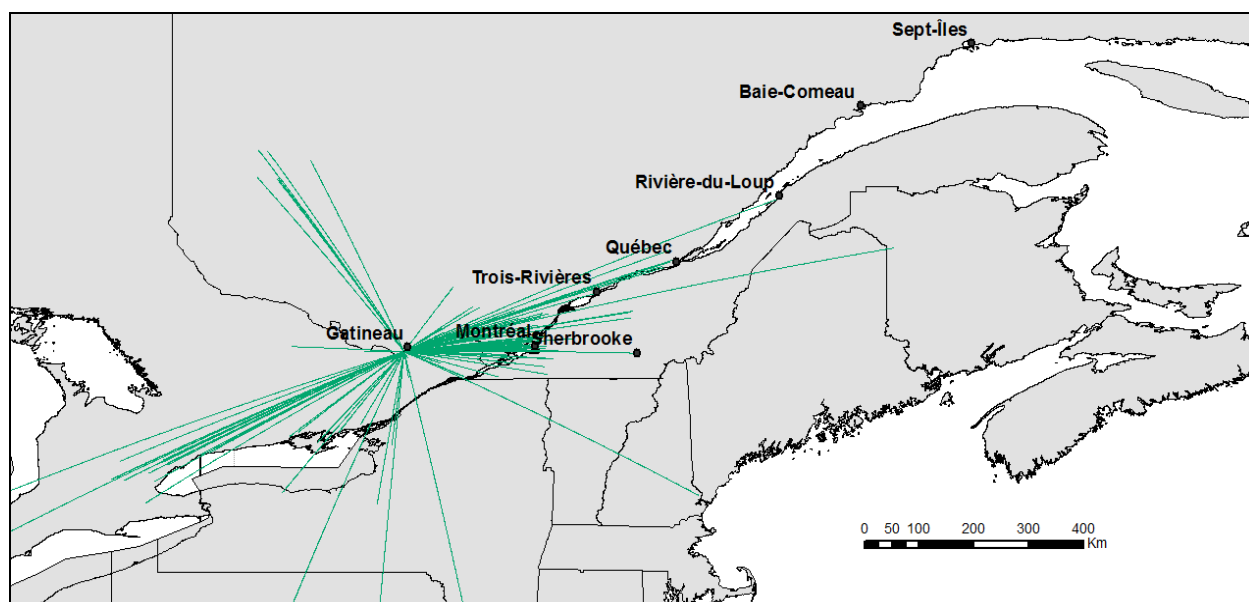 Sept-Îles
Baie-Comeau
Rivière-du-Loup
Québec
Trois-Rivières
Gatineau
Montréal
Sherbrooke
0 50 100 200 300 400
Km